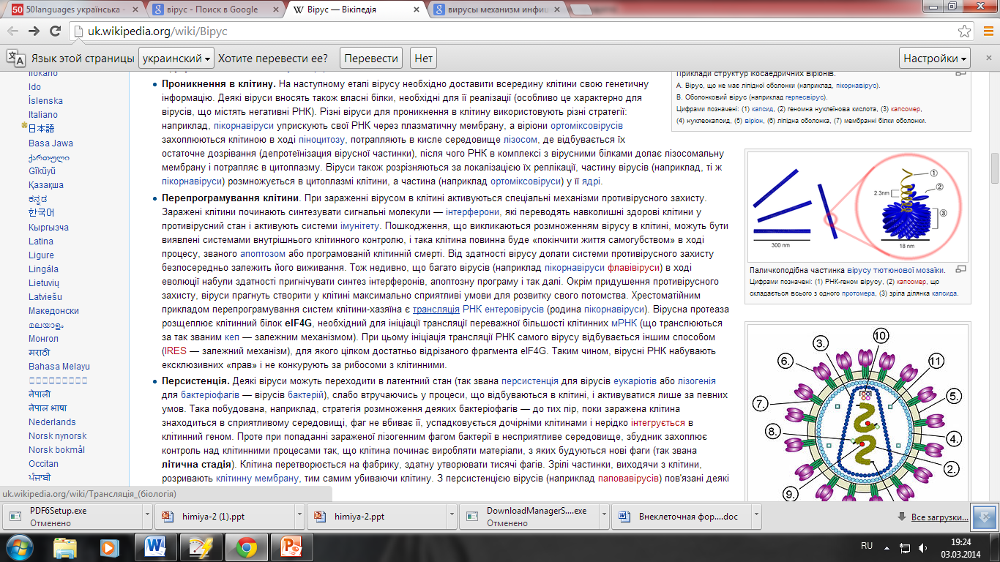 50languages українська -
вірус - Поиск в Google
Вірус — Вікіпедія
вирусы механизм инфиц
uk.wikipedia.org/wiki/Вірус
Язык этой страницы украинский Хотите перевести ее? Перевести Нет Настройки
Ilokano
Ido
Íslenska
Italiano
日本語
Basa Jawa
ქართული
Gĩkũyũ
Қазақша
ಕನ್ನಡ
한국어
Кыргызча
Latina
Ligure
Lingála
Lietuvių
Latviešu
Македонски
മലയാളം
Монгол
मराठी
Bahasa Melayu
नेपाली
नेपाल भाषा
Nederlands
Norsk nynorsk
Norsk bokmål
Occitan
ਪੰਜਾਬੀ
Проникнення в клітину. На наступному етапі вірусу необхідно доставити всередину клітини свою генетичну
інформацію. Деякі віруси вносять також власні білки, необхідні для її реалізації (особливо це характерно для
вірусів, що містять негативні РНК). Різні віруси для проникнення в клітину використовують різні стратегії:
наприклад, пікорнавіруси упорскують свої РНК через плазматичну мембрану, а віріони ортоміксовірусів
захоплюються клітиною в ході піноцитозу, потрапляють в кисле середовище лізосом, де відбувається їх
остаточне дозрівання (депротеїнізація вірусної частинки), після чого РНК в комплексі з вірусними білками долає лізосомальну
мембрану і потрапляє в цитоплазму. Віруси також розрізняються за локалізацією їх реплікації, частину вірусів (наприклад, ті ж
пікорнавіруси) розмножується в цитоплазмі клітини, а частина (наприклад ортоміксовіруси) у її ядрі.
Перепрограмування клітини. При зараженні вірусом в клітині активуються спеціальні механізми противірусного захисту.
Заражені клітини починають синтезувати сигнальні молекули — інтерферони, які переводять навколишні здорові клітини у
противірусний стан і активують системи імунітету. Пошкодження, що викликаються розмноженням вірусу в клітині, можуть бути
виявлені системами внутрішнього клітинного контролю, і така клітина повинна буде «покінчити життя самогубством» в ході
процесу, званого апоптозом або програмованій клітинній смерті. Від здатності вірусу долати системи противірусного захисту
безпосередньо залежить його виживання. Тож недивно, що багато вірусів (наприклад пікорнавіруси флавівіруси) в ході
еволюції набули здатності пригнічувати синтез інтерферонів, апоптозну програму і так далі. Окрім придушення противірусного
захисту, віруси прагнуть створити у клітині максимально сприятливі умови для розвитку свого потомства. Хрестоматійним
прикладом перепрограмування систем клітини-хазяїна є трансляція РНК ентеровірусів (родина пікорнавіруси). Вірусна протеаза
розщеплює клітинний білок eIF4G, необхідний для ініціації трансляції переважної більшості клітинних мРНК (що транслюються
за так званим кеп — залежним механізмом). При цьому ініціація трансляції РНК самого вірусу відбувається іншим способом
(IRES — залежний механізм), для якого цілком достатньо відрізаного фрагмента eIF4G. Таким чином, вірусні РНК набувають
ексклюзивних «прав» і не конкурують за рибосоми з клітинними.
Персистенція. Деякі віруси можуть переходити в латентний стан (так звана персистенція для вірусів еукаріотів або лізогенія
для бактеріофагів — вірусів бактерій), слабо втручаючись у процеси, що відбуваються в клітині, і активуватися лише за певних
умов. Така побудована, наприклад, стратегія розмноження деяких бактеріофагів — до тих пір, поки заражена клітина
знаходиться в сприятливому середовищі, фаг не вбиває її, успадковується дочірніми клітинами і нерідко інтегрується в
клітинний геном. Проте при попаданні зараженої лізогенним фагом бактерії в несприятливе середовище, збудник захоплює
контроль над клітинними процесами так, що клітина починає виробляти матеріали, з яких будуються нові фаги (так звана
літична стадія). Клітина перетворюється на фабрику, здатну утворювати тисячі фагів. Зрілі частинки, виходячи з клітини,
розривають клітинну мембрану, тим самим убиваючи клітину. З персистенцією вірусів (наприклад паповавірусів) пов'язані деякі
Приклади структур ікосаедричних віріонів.
А. Вірус, що не має ліпідної оболонки (наприклад, пікорнавірус).
B. Оболонковий вірус (наприклад герпесвірус).
Цифрами позначені: (1) капсид, (2) геномна нуклеїнова кислота, (3) капсомер,
(4) нуклеокапсид, (5) віріон, (6) ліпідна оболонка, (7) мембранні білки оболонки.
1
2.3nm
2
3
300 nm
18 nm
Паличкоподібна частинка вірусу тютюнової мозаїки.
Цифрами позначені: (1) РНК-геном вірусу, (2) капсомер, що
складається всього з одного протомера, (3) зріла ділянка капсида.
10.
3.
6.
11
7.
5.
8.
4.
2.
9.
uk.wikipedia.org/wiki/Трансляція_(біологія)
PDF6Setup.exe
Отменено
himiya-2 (1).ppt
himiya-2.ppt
DownloadManagerS....exe
Отменено
Внеклеточная фор....doc
Все загрузки...
RU
19:24
03.03.2014